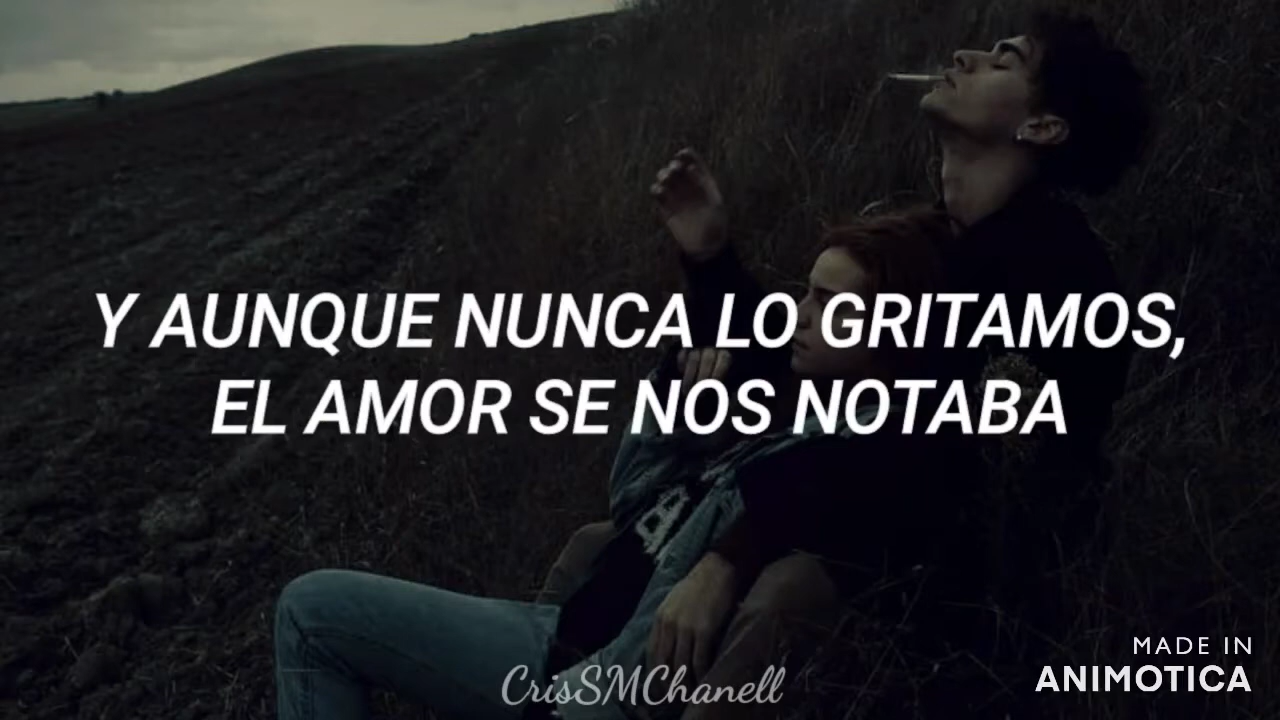 Y AUNQUE NUNCA LO GRITAMOS,
EL AMOR SE NOS NOTABA
MADE IN
ANIMOTICA
CrisSMChanell